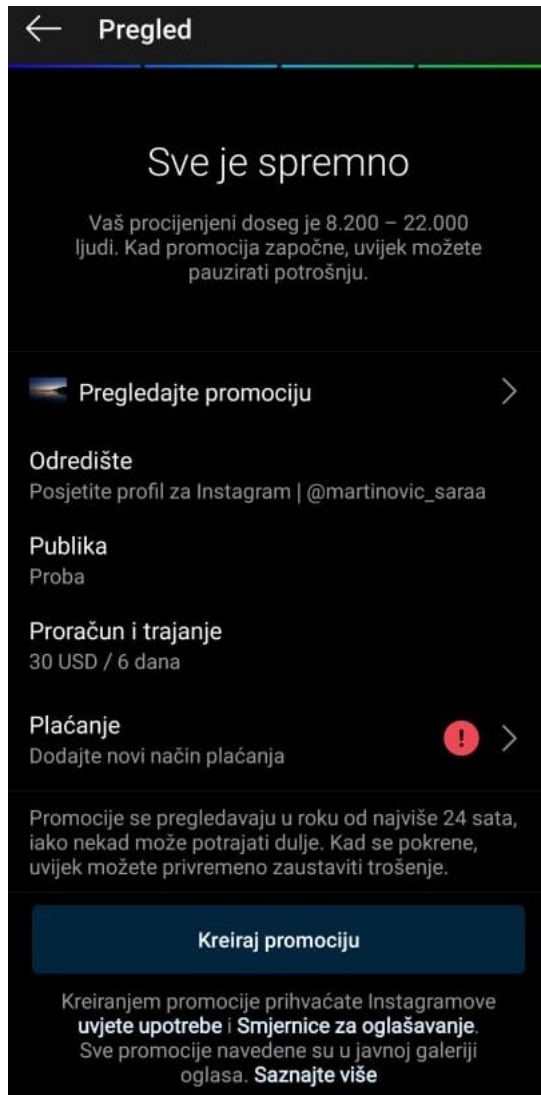 Pregled
Sve je spremno
Vaš procijenjeni doseg je 8.200 – 22.000
ljudi. Kad promocija započne, uvijek možete
pauzirati potrošnju.
Pregledajte promociju
Odredište
Posjetite profil za Instagram | @martinovic_saraa
Publika
Proba
Proračun i trajanje
30 USD / 6 dana
Plaćanje
Dodajte novi način plaćanja
Promocije se pregledavaju u roku od najviše 24 sata,
iako nekad može potrajati dulje. Kad se pokrene,
uvijek možete privremeno zaustaviti trošenje.
Kreiraj promociju
Kreiranjem promocije prihvaćate Instagramove
uvjete upotrebe i Smjernice za oglašavanje.
Sve promocije navedene su u javnoj galeriji
oglasa. Saznajte više